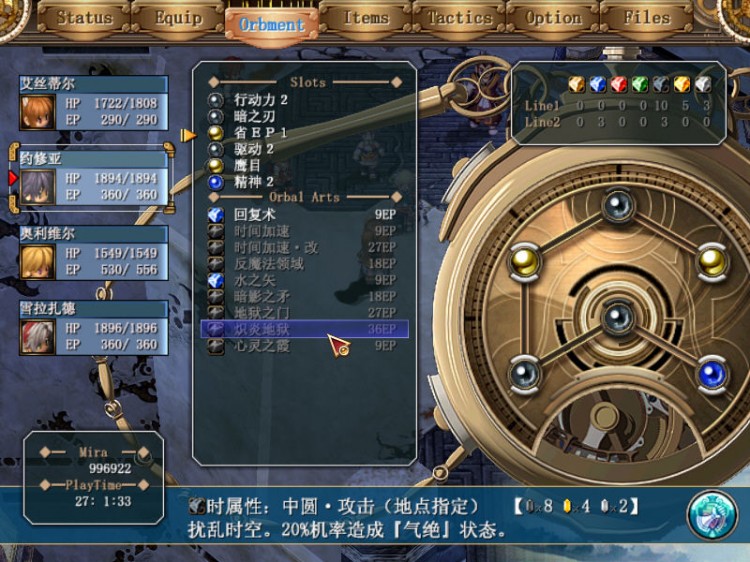 Status Equip Orbment Items Tactics Option Files
艾丝蒂尔
HP 1722/1808
EP 290/ 290
约修亚
HP 1894/1894
EP 360/ 360
奥利维尔
HP 1549/1549
EP 530/ 556
雪拉扎德
HP 1896/1896
EP 360/ 360
Mira
996922
PlayTime
27: 1:33
Slots
行动力 2
暗之刃
省 E P 1
驱动 2
鹰目
精神 2
Orbal Arts
回复术 9EP
时间加速 9EP
时间加速·改 27EP
反魔法领域 18EP
水之矢 9EP
暗影之矛 18EP
地狱之门 27EP
炽炎地狱 36EP
心灵之霞 9EP
Line1 0 0 0 0 10 5 3
Line2 0 3 0 0 3 0 0
时属性：中圆·攻击（地点指定） 【 x8 x4 x2】
扰乱时空。20%机率造成『气绝』状态。